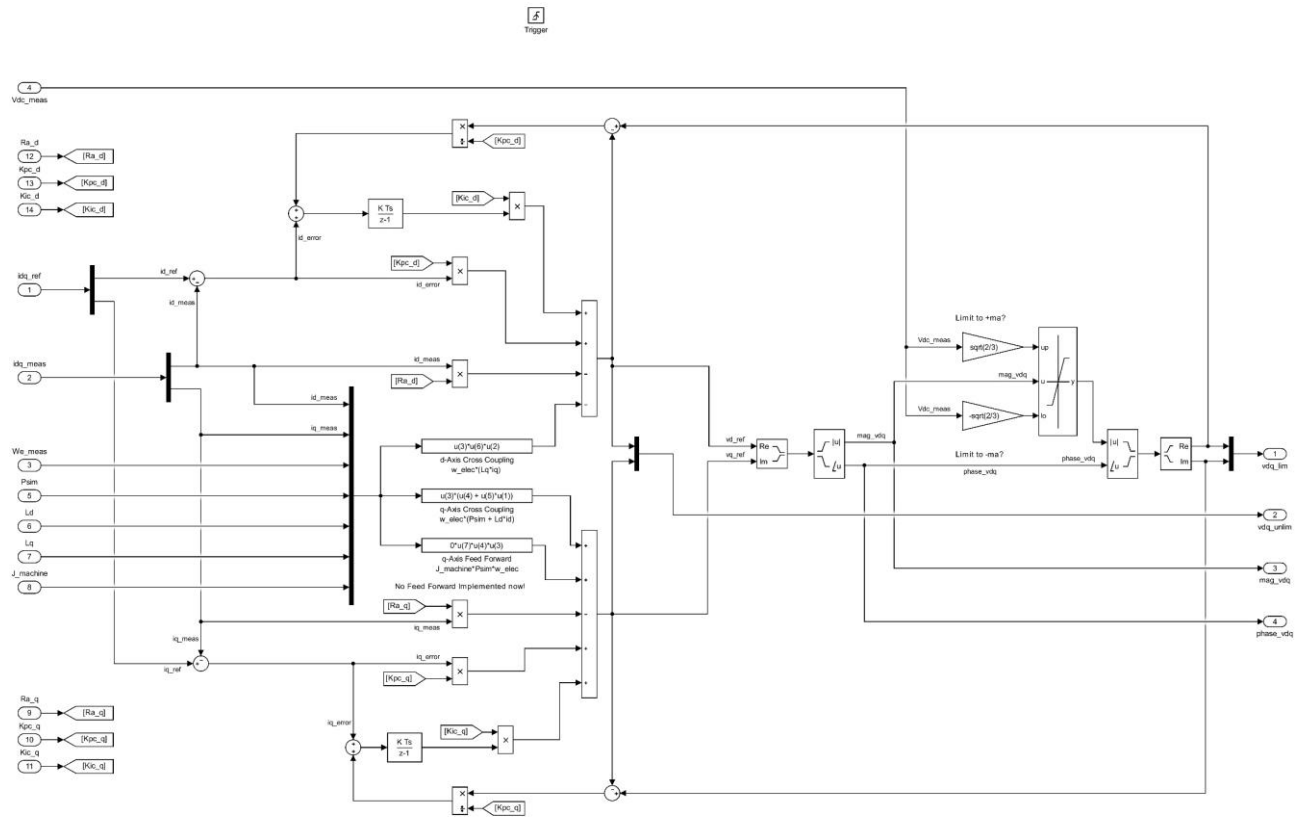 Trigger
4
Vdc_meas
Ra_d
12
[Ra_d]
Kpc_d
13
[Kpc_d]
Kic_d
14
[Kic_d]
[Kpc_d]
[Kic_d]
K Ts
z-1
id_error
idq_ref
1
id_ref
id_meas
[Kpc_d]
id_error
idq_meas
2
id_meas
[Ra_d]
id_meas
iq_meas
We_meas
3
Psim
5
Ld
6
Lq
7
J_machine
8
u(3)*u(6)*u(2)
d-Axis Cross Coupling
w_elec*(Lq*iq)
u(3)*(u(4) + u(5)*u(1))
q-Axis Cross Coupling
w_elec*(Psim + Ld*id)
0*u(7)*u(4)*u(3)
q-Axis Feed Forward
J_machine*Psim*w_elec
No Feed Forward Implemented now!
[Ra_q]
iq_meas
iq_meas
iq_ref
iq_error
[Kpc_q]
Ra_q
9
[Ra_q]
Kpc_q
10
[Kpc_q]
Kic_q
11
[Kic_q]
iq_error
K Ts
z-1
[Kic_q]
[Kpc_q]
vd_ref
vq_ref
Re
Im
|u|
∠u
mag_vdq
Limit to +ma?
Vdc_meas
sqrt(2/3)
mag_vdq
Vdc_meas
-sqrt(2/3)
up
u
y
lo
Limit to -ma?
phase_vdq
phase_vdq
|u|
∠u
Re
Im
1
vdq_lim
2
vdq_unlim
3
mag_vdq
4
phase_vdq